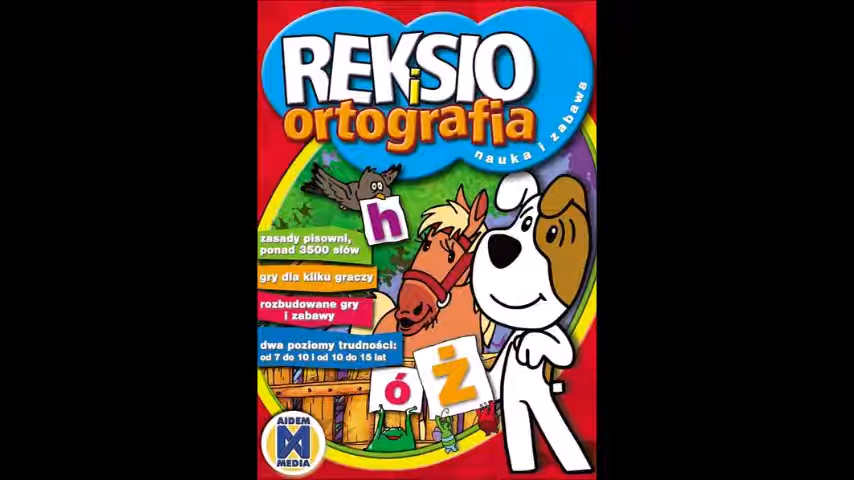 REKSIO
i
ortografia
nauka i zabawa
h
zasady pisowni,
ponad 3500 słów
gry dla kilku graczy
rozbudowane gry
i zabawy
dwa poziomy trudności:
od 7 do 10 i od 10 do 15 lat
ó
ż
AIDEM
MEDIA